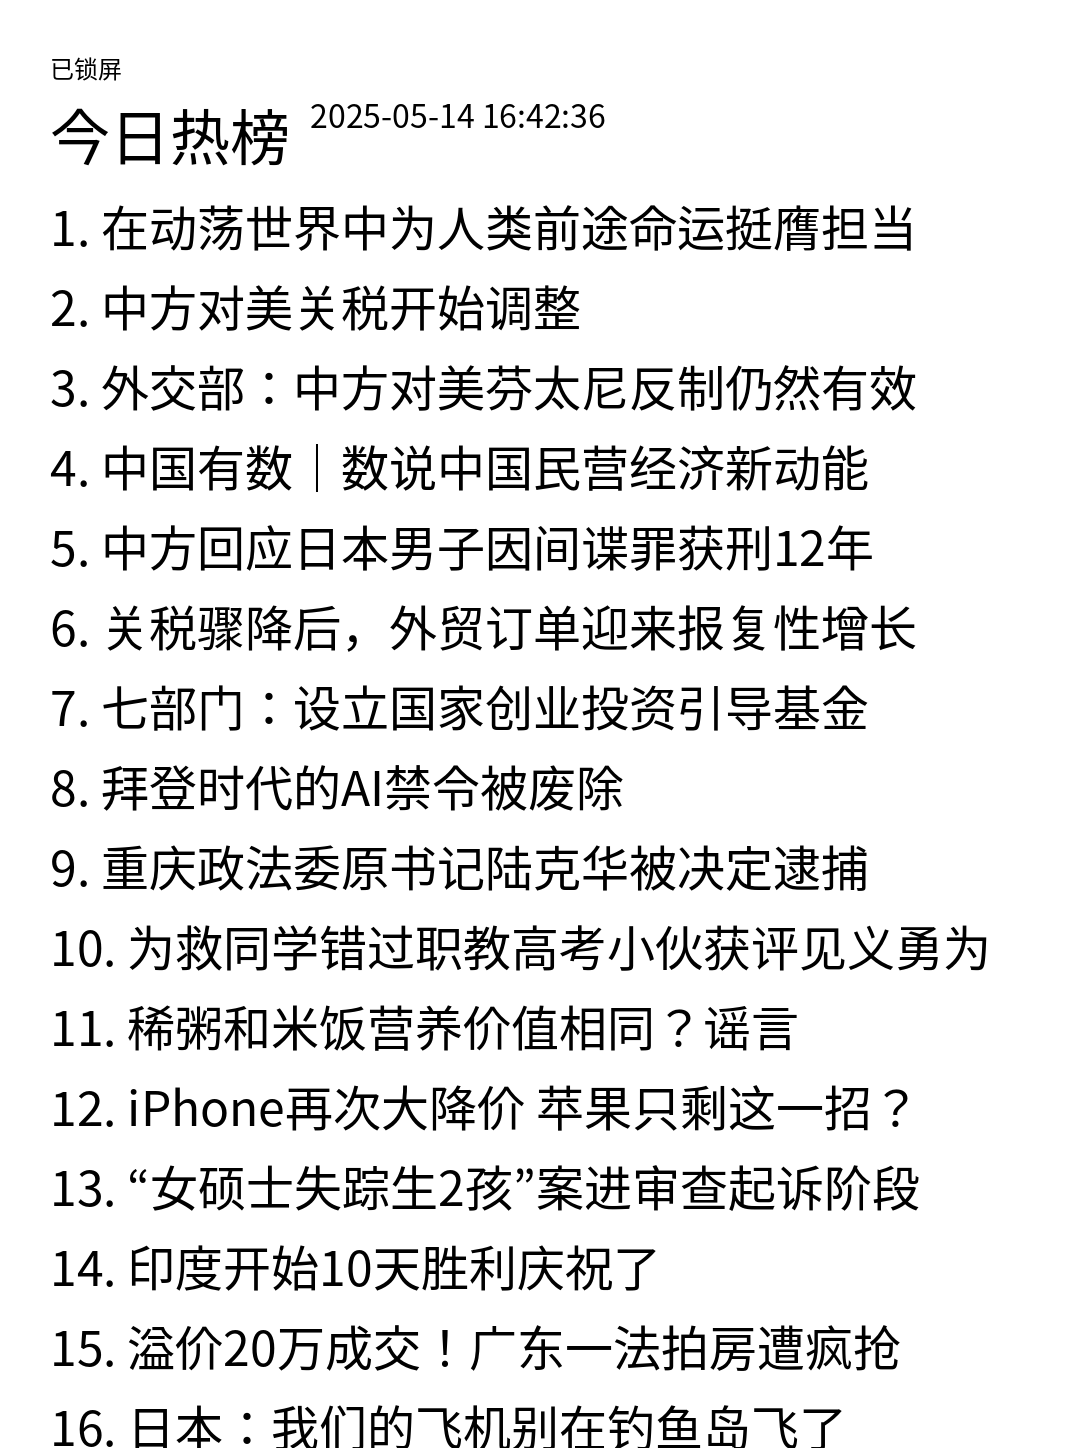 已锁屏
今日热榜 2025-05-14 16:42:36
1. 在动荡世界中为人类前途命运挺膺担当
2. 中方对美关税开始调整
3. 外交部：中方对美芬太尼反制仍然有效
4. 中国有数｜数说中国民营经济新动能
5. 中方回应日本男子因间谍罪获刑12年
6. 关税骤降后，外贸订单迎来报复性增长
7. 七部门：设立国家创业投资引导基金
8. 拜登时代的AI禁令被废除
9. 重庆政法委原书记陆克华被决定逮捕
10. 为救同学错过职教高考小伙获评见义勇为
11. 稀粥和米饭营养价值相同？谣言
12. iPhone再次大降价 苹果只剩这一招？
13. “女硕士失踪生2孩”案进审查起诉阶段
14. 印度开始10天胜利庆祝了
15. 溢价20万成交！广东一法拍房遭疯抢
16. 日本：我们的飞机别在钓鱼岛飞了